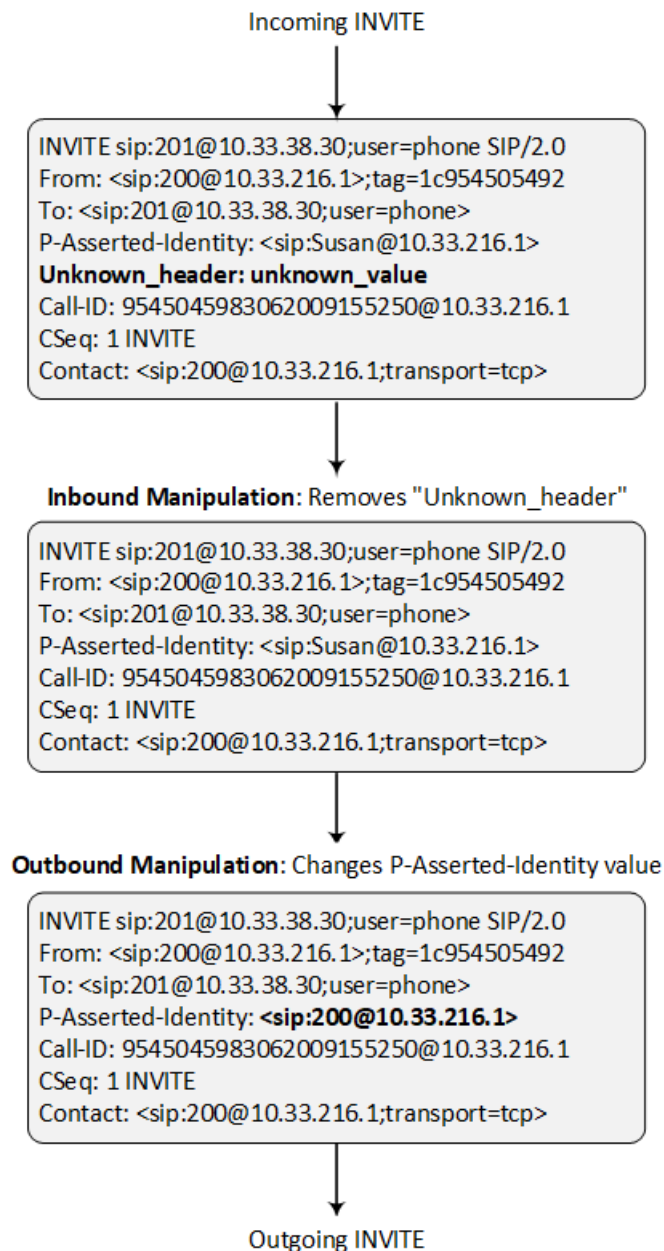 Incoming INVITE
INVITE sip:201@10.33.38.30;user=phone SIP/2.0
From: <sip:200@10.33.216.1>;tag=1c954505492
To: <sip:201@10.33.38.30;user=phone>
P-Asserted-Identity: <sip:Susan@10.33.216.1>
Unknown_header: unknown_value
Call-ID: 9545045983062009155250@10.33.216.1
CSeq: 1 INVITE
Contact: <sip:200@10.33.216.1;transport=tcp>
Inbound Manipulation: Removes "Unknown_header"
INVITE sip:201@10.33.38.30;user=phone SIP/2.0
From: <sip:200@10.33.216.1>;tag=1c954505492
To: <sip:201@10.33.38.30;user=phone>
P-Asserted-Identity: <sip:Susan@10.33.216.1>
Call-ID: 9545045983062009155250@10.33.216.1
CSeq: 1 INVITE
Contact: <sip:200@10.33.216.1;transport=tcp>
Outbound Manipulation: Changes P-Asserted-Identity value
INVITE sip:201@10.33.38.30;user=phone SIP/2.0
From: <sip:200@10.33.216.1>;tag=1c954505492
To: <sip:201@10.33.38.30;user=phone>
P-Asserted-Identity: <sip:200@10.33.216.1>
Call-ID: 9545045983062009155250@10.33.216.1
CSeq: 1 INVITE
Contact: <sip:200@10.33.216.1;transport=tcp>
Outgoing INVITE